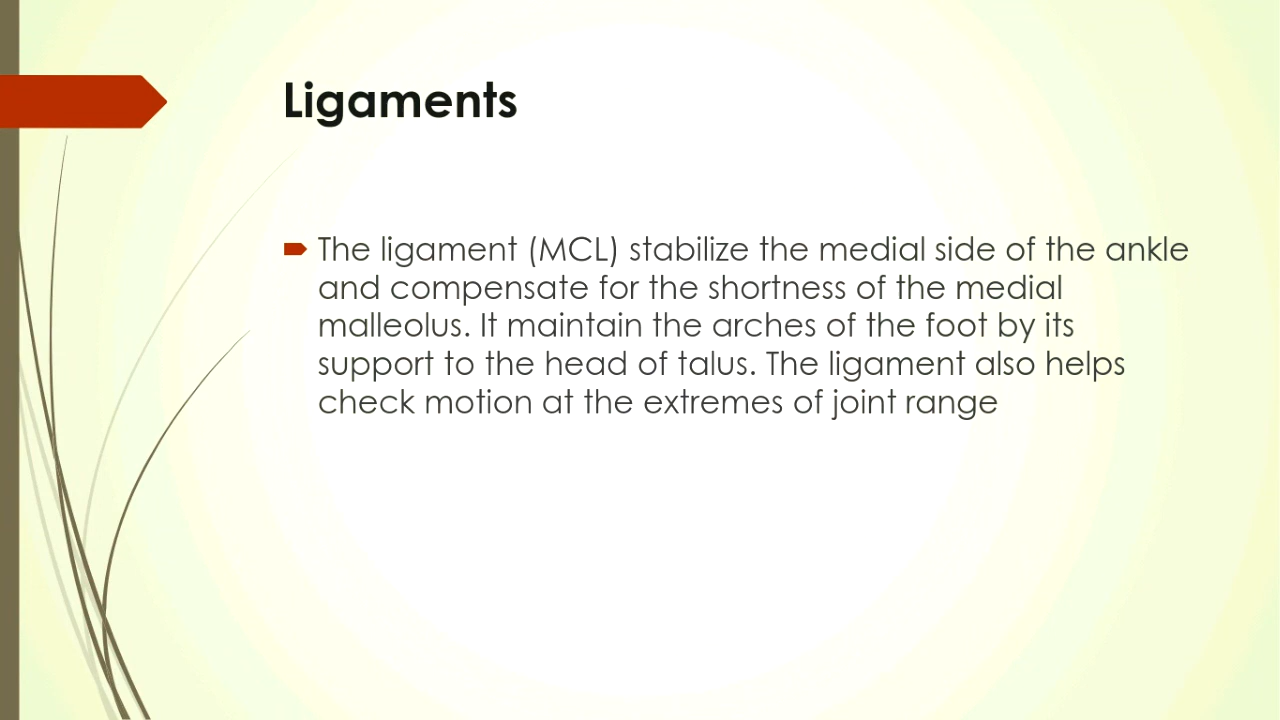 Ligaments
The ligament (MCL) stabilize the medial side of the ankle
and compensate for the shortness of the medial
malleolus. It maintain the arches of the foot by its
support to the head of talus. The ligament also helps
check motion at the extremes of joint range